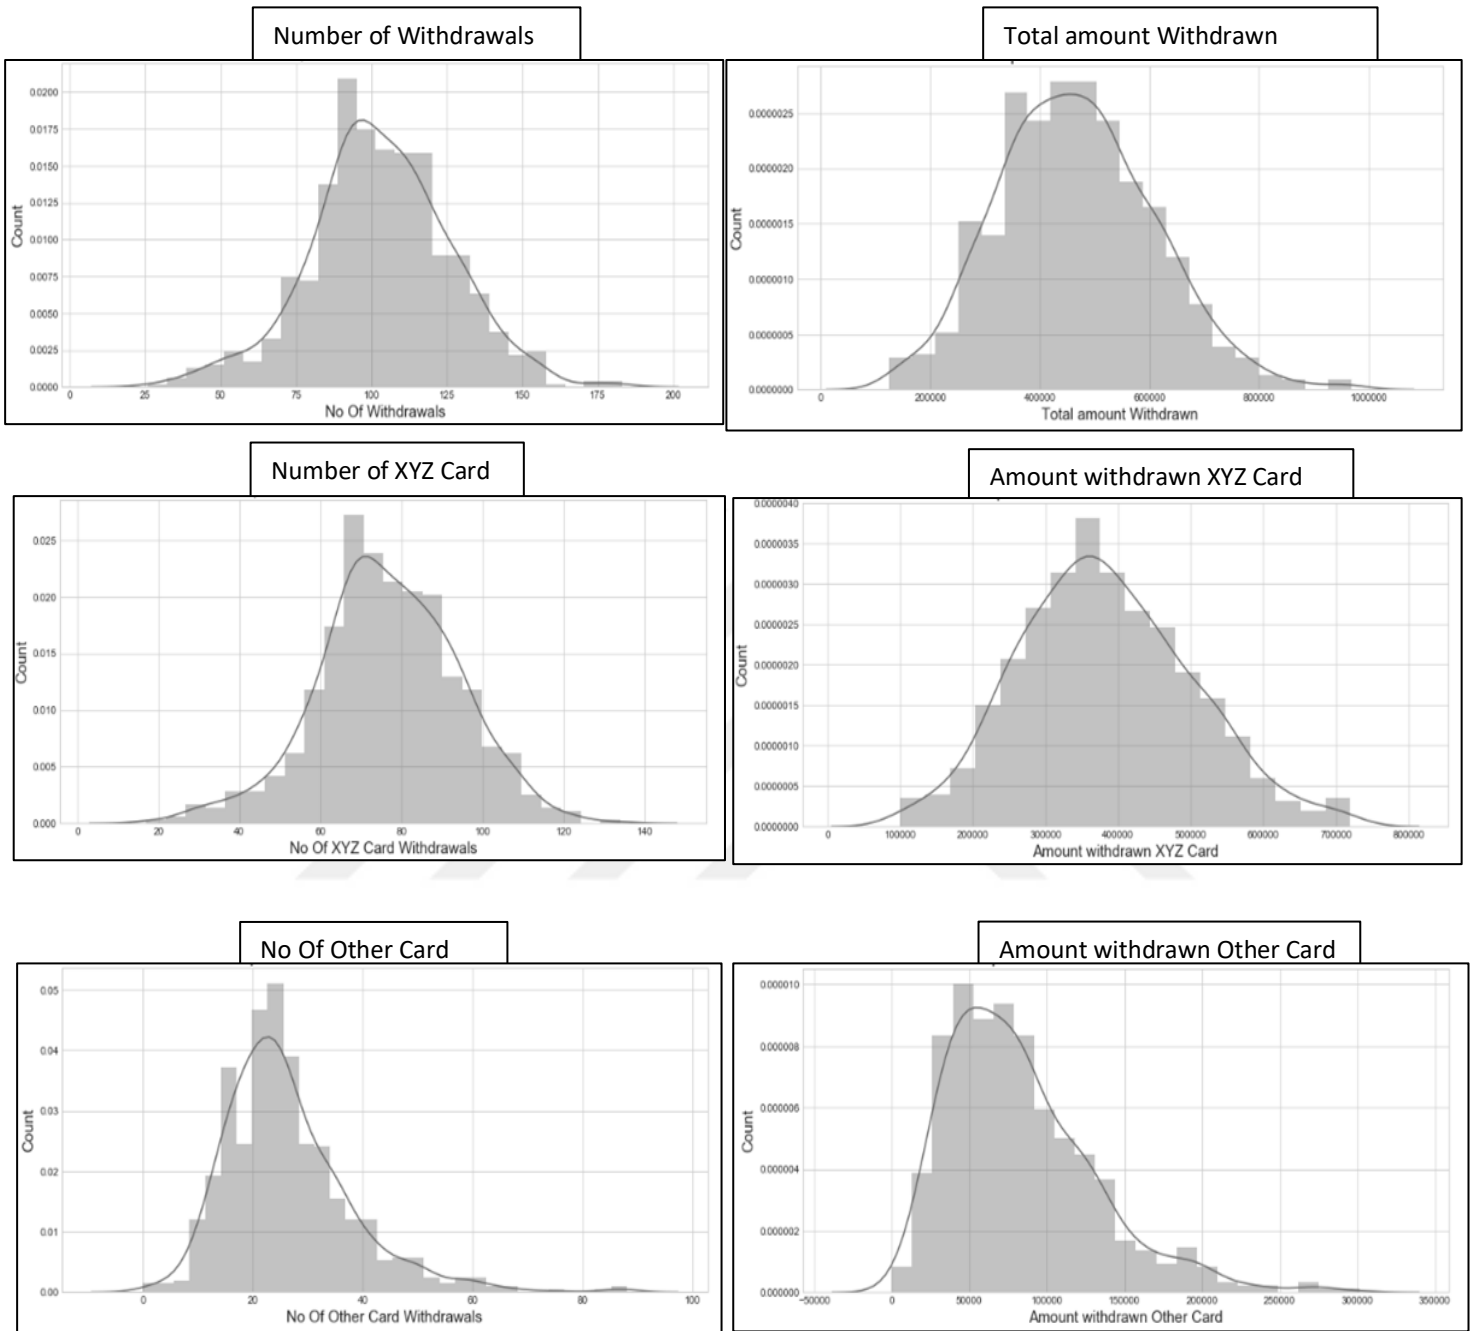 Number of Withdrawals
0.0200
0.0175
0.0150
0.0125
0.0100
0.0075
0.0050
0.0025
0.0000
Count
0 25 50 75 100 125 150 175 200
No Of Withdrawals
Total amount Withdrawn
0.0000025
0.0000020
0.0000015
0.0000010
0.0000005
0.0000000
Count
0 200000 400000 600000 800000 1000000
Total amount Withdrawn
Number of XYZ Card
0.025
0.020
0.015
0.010
0.005
0.000
Count
0 20 40 60 80 100 120 140
No Of XYZ Card Withdrawals
Amount withdrawn XYZ Card
0.0000040
0.0000035
0.0000030
0.0000025
0.0000020
0.0000015
0.0000010
0.0000005
0.0000000
Count
0 100000 200000 300000 400000 500000 600000 700000 800000
Amount withdrawn XYZ Card
No Of Other Card
0.05
0.04
0.03
0.02
0.01
0.00
Count
0 20 40 60 80 100
No Of Other Card Withdrawals
Amount withdrawn Other Card
0.000010
0.000008
0.000006
0.000004
0.000002
0.000000
Count
−50000 0 50000 100000 150000 200000 250000 300000 350000
Amount withdrawn Other Card